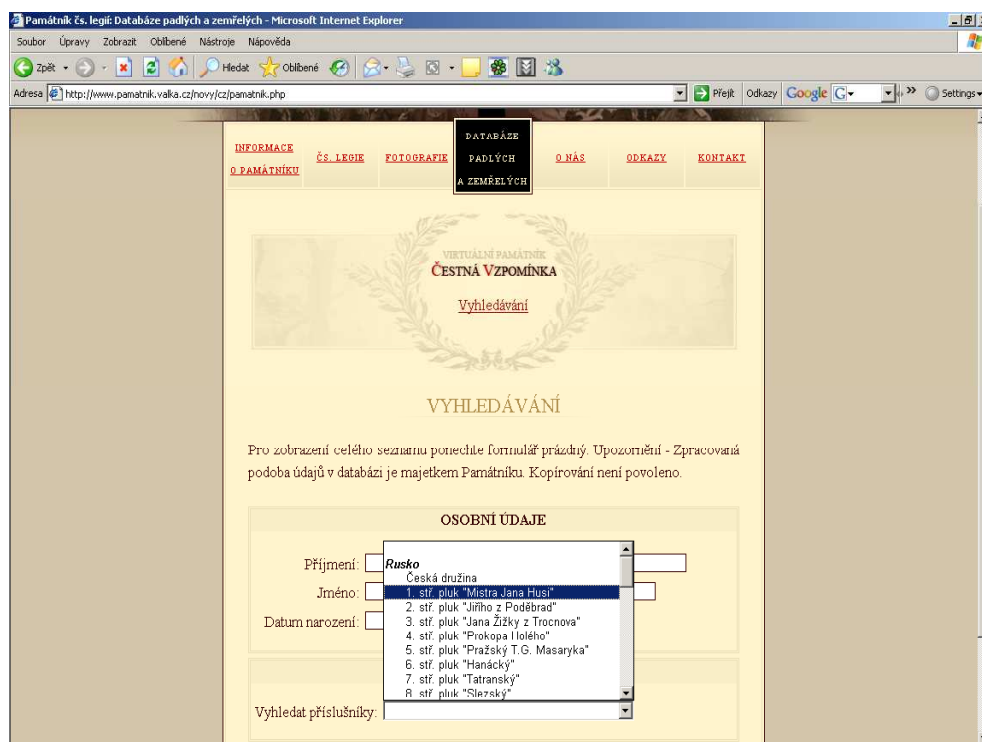 Památník čs. legií: Databáze padlých a zemřelých - Microsoft Internet Explorer
Soubor Úpravy Zobrazit Oblíbené Nástroje Nápověda
Zpět Hledat Oblíbené
Adresa http://www.pamatnik.valka.cz/novy/cz/pamatnik.php Přejít Odkazy Google G Settings
INFORMACE
O PAMÁTNÍKU
ČS. LEGIE
FOTOGRAFIE
DATABÁZE
PADLÝCH
A ZEMŘELÝCH
O NÁS
ODKAZY
KONTAKT
VIRTUÁLNÍ PAMÁTNÍK
ČESTNÁ VZPOMÍNKA
Vyhledávání
VYHLEDÁVÁNÍ
Pro zobrazení celého seznamu ponechte formulář prázdný. Upozornění - Zpracovaná
podoba údajů v databázi je majetkem Památníku. Kopírování není povoleno.
OSOBNÍ ÚDAJE
Příjmení:
Jméno:
Datum narození:
Rusko
Česká družina
1. stř. pluk "Mistra Jana Husi"
2. stř. pluk "Jiřího z Poděbrad"
3. stř. pluk "Jana Žižky z Trocnova"
4. stř. pluk "Prokopa Holého"
5. stř. pluk "Pražský T.G. Masaryka"
6. stř. pluk "Hanácký"
7. stř. pluk "Tatranský"
8. stř. pluk "Slezský"
Vyhledat příslušníky: